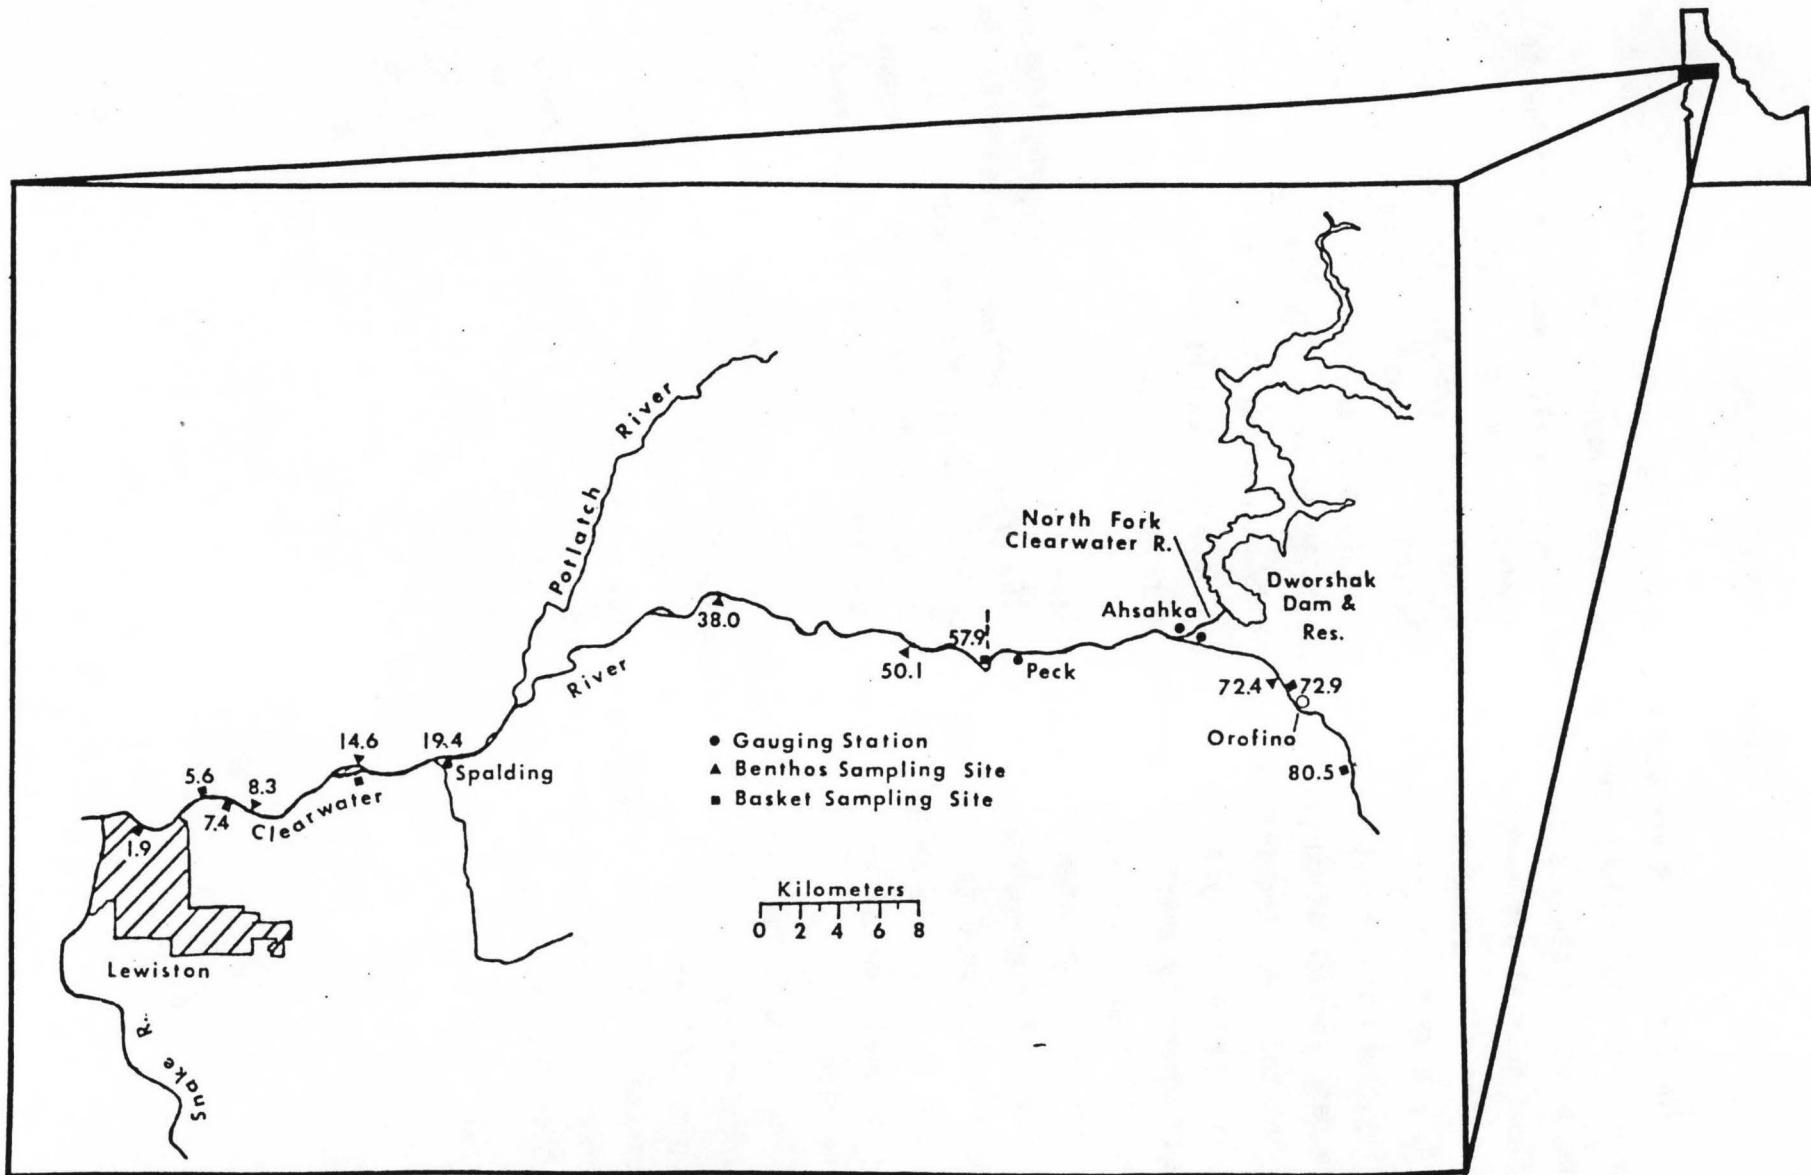 Potlatch River
North Fork
Clearwater R.
Dworshak
Dam &
Res.
Ahsahka
38.0
River
57.9
50.1
Peck
72.4
72.9
Orofino
80.5
14.6
19.4
Spalding
5.6
8.3
7.4
Clearwater
1.9
● Gauging Station
▲ Benthos Sampling Site
■ Basket Sampling Site
Kilometers
0 2 4 6 8
Lewiston
Snake R.